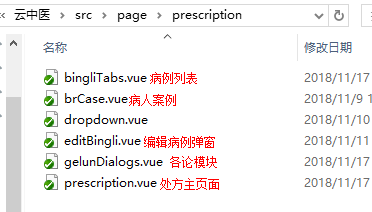 云中医 > src > page > prescription
名称 修改日期
bingliTabs.vue 病例列表 2018/11/17
brCase.vue 病人案例 2018/11/9 1
dropdown.vue 2018/11/10
editBingli.vue 编辑病例弹窗 2018/11/11
gelunDialogs.vue 各论模块 2018/11/17
prescription.vue 处方主页面 2018/11/17